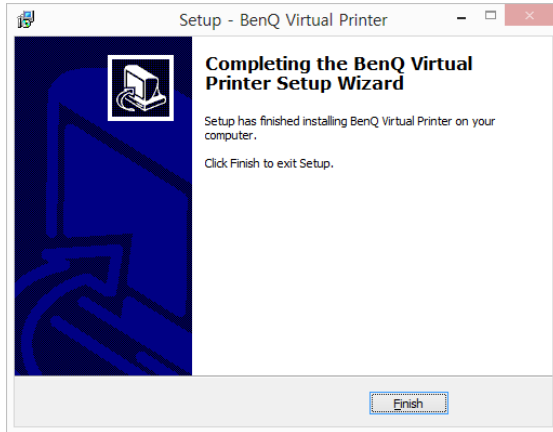 Setup - BenQ Virtual Printer
Completing the BenQ Virtual
Printer Setup Wizard
Setup has finished installing BenQ Virtual Printer on your
computer.
Click Finish to exit Setup.
Finish